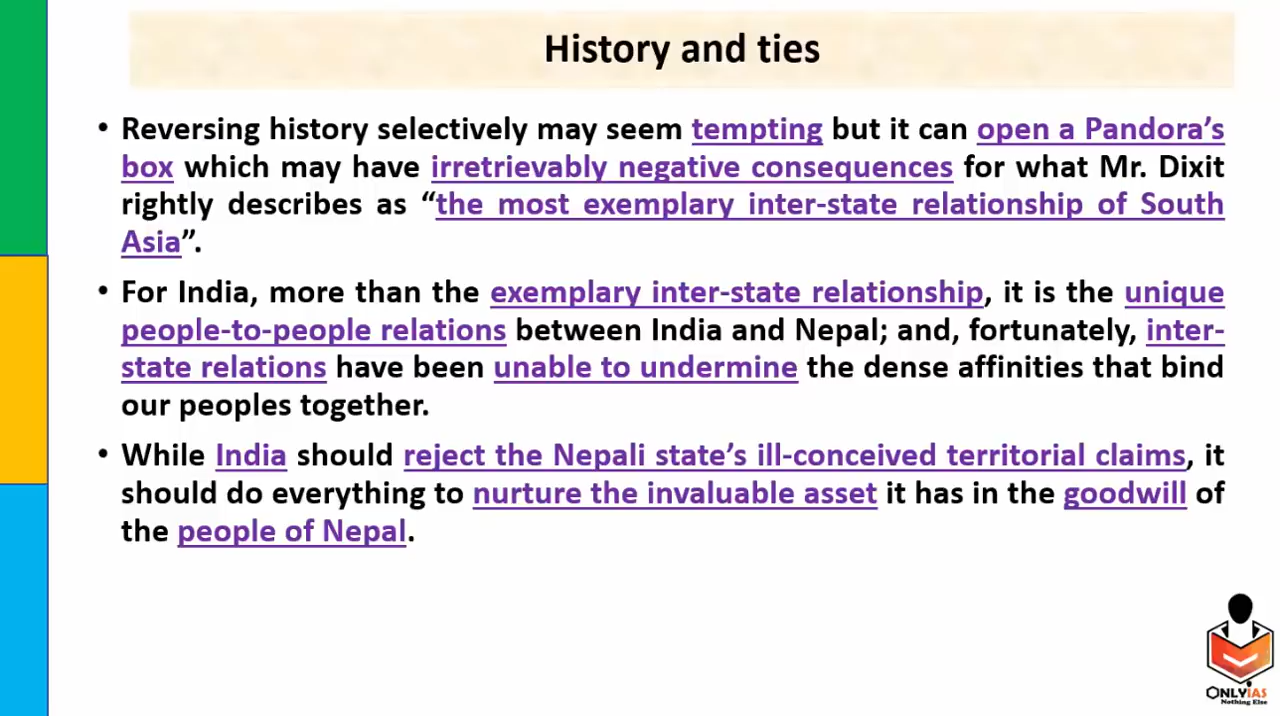 History and ties
• Reversing history selectively may seem tempting but it can open a Pandora's
box which may have irretrievably negative consequences for what Mr. Dixit
rightly describes as “the most exemplary inter-state relationship of South
Asia”.
• For India, more than the exemplary inter-state relationship, it is the unique
people-to-people relations between India and Nepal; and, fortunately, inter-
state relations have been unable to undermine the dense affinities that bind
our peoples together.
• While India should reject the Nepali state's ill-conceived territorial claims, it
should do everything to nurture the invaluable asset it has in the goodwill of
the people of Nepal.
ONLYIAS
Nothing Else